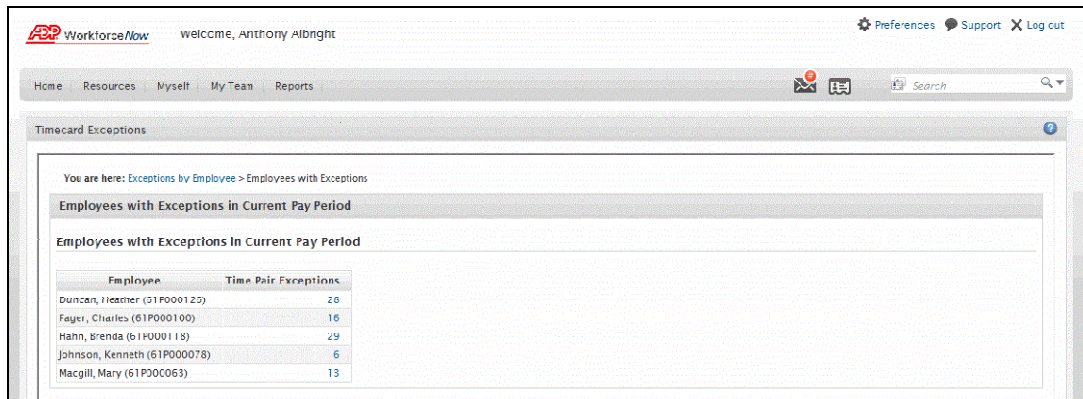 ADP WorkforceNow Welcome, Anthony Albright Preferences Support X Log out
Home Resources Myself My Team Reports Search
Timecard Exceptions
You are here: Exceptions by Employee > Employees with Exceptions
Employees with Exceptions in Current Pay Period
Employees with Exceptions in Current Pay Period
Employee Time Pair Exceptions
Duncan, Heather (61P000125) 28
Fayer, Charles (61P000100) 16
Hahn, Brenda (61P000118) 29
Johnson, Kenneth (61P000078) 6
Macgill, Mary (61P000063) 13